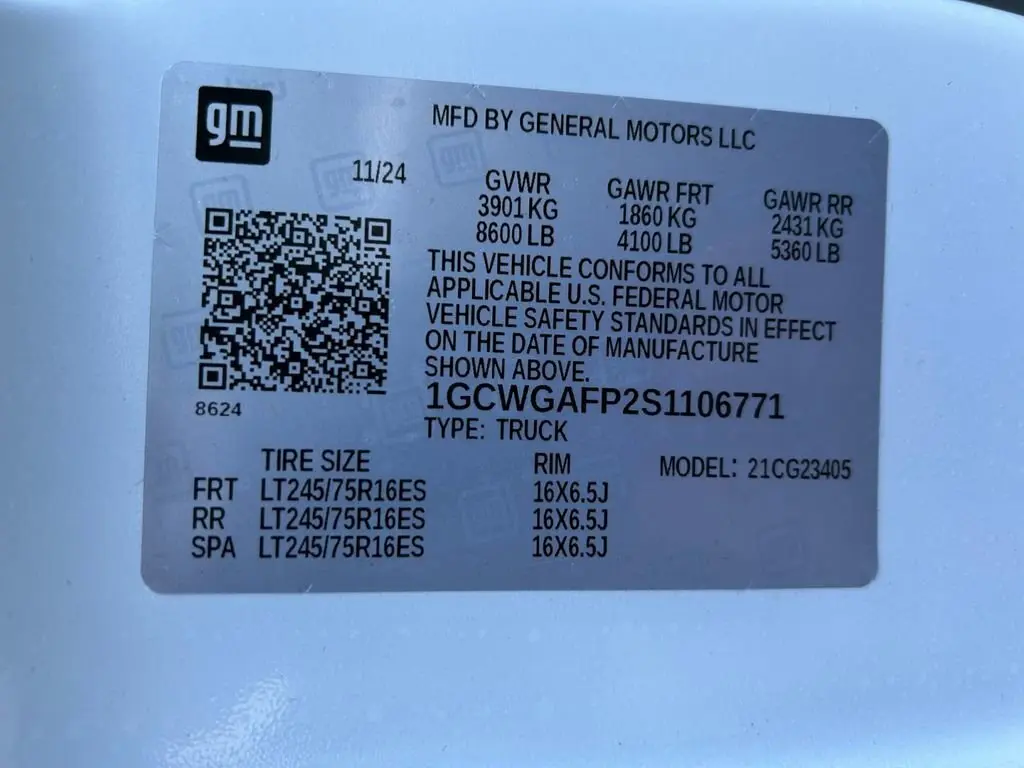 gm
MFD BY GENERAL MOTORS LLC
11/24
GVWR GAWR FRT GAWR RR
3901 KG 1860 KG 2431 KG
8600 LB 4100 LB 5360 LB
THIS VEHICLE CONFORMS TO ALL
APPLICABLE U.S. FEDERAL MOTOR
VEHICLE SAFETY STANDARDS IN EFFECT
ON THE DATE OF MANUFACTURE
SHOWN ABOVE.
8624
1GCWGAFP2S1106771
TYPE: TRUCK
TIRE SIZE RIM MODEL: 21CG23405
FRT LT245/75R16ES 16X6.5J
RR LT245/75R16ES 16X6.5J
SPA LT245/75R16ES 16X6.5J